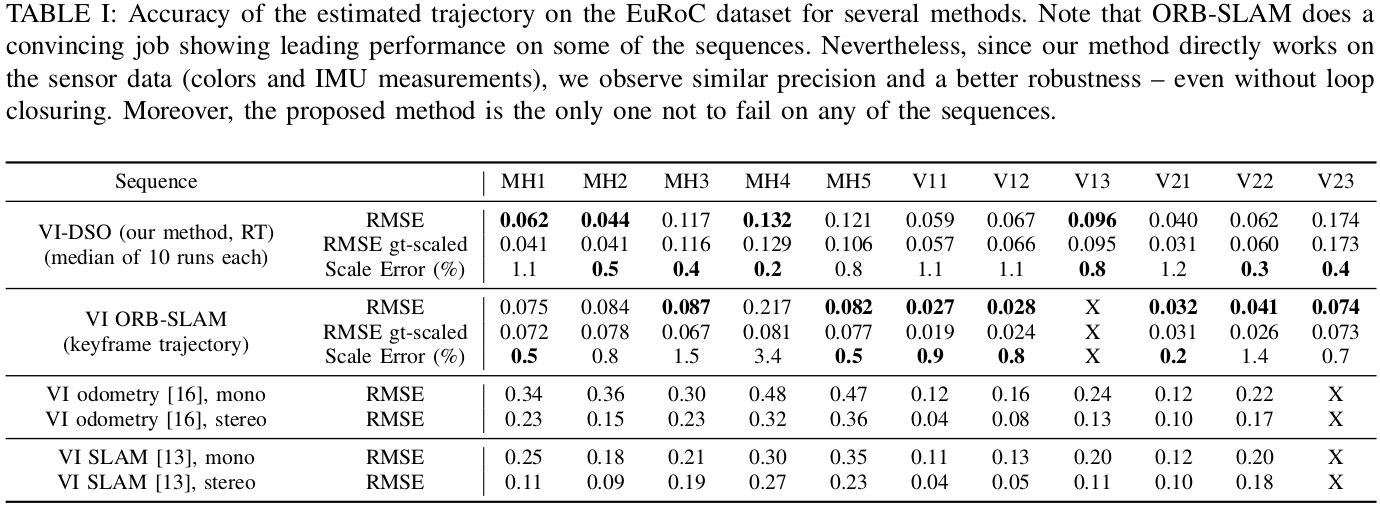 TABLE I: Accuracy of the estimated trajectory on the EuRoC dataset for several methods. Note that ORB-SLAM does a
convincing job showing leading performance on some of the sequences. Nevertheless, since our method directly works on
the sensor data (colors and IMU measurements), we observe similar precision and a better robustness – even without loop
closuring. Moreover, the proposed method is the only one not to fail on any of the sequences.
Sequence MH1 MH2 MH3 MH4 MH5 V11 V12 V13 V21 V22 V23
VI-DSO (our method, RT)
(median of 10 runs each)
RMSE 0.062 0.044 0.117 0.132 0.121 0.059 0.067 0.096 0.040 0.062 0.174
RMSE gt-scaled 0.041 0.041 0.116 0.129 0.106 0.057 0.066 0.095 0.031 0.060 0.173
Scale Error (%) 1.1 0.5 0.4 0.2 0.8 1.1 1.1 0.8 1.2 0.3 0.4
VI ORB-SLAM
(keyframe trajectory)
RMSE 0.075 0.084 0.087 0.217 0.082 0.027 0.028 X 0.032 0.041 0.074
RMSE gt-scaled 0.072 0.078 0.067 0.081 0.077 0.019 0.024 X 0.031 0.026 0.073
Scale Error (%) 0.5 0.8 1.5 3.4 0.5 0.9 0.8 X 0.2 1.4 0.7
VI odometry [16], mono RMSE 0.34 0.36 0.30 0.48 0.47 0.12 0.16 0.24 0.12 0.22 X
VI odometry [16], stereo RMSE 0.23 0.15 0.23 0.32 0.36 0.04 0.08 0.13 0.10 0.17 X
VI SLAM [13], mono RMSE 0.25 0.18 0.21 0.30 0.35 0.11 0.13 0.20 0.12 0.20 X
VI SLAM [13], stereo RMSE 0.11 0.09 0.19 0.27 0.23 0.04 0.05 0.11 0.10 0.18 X